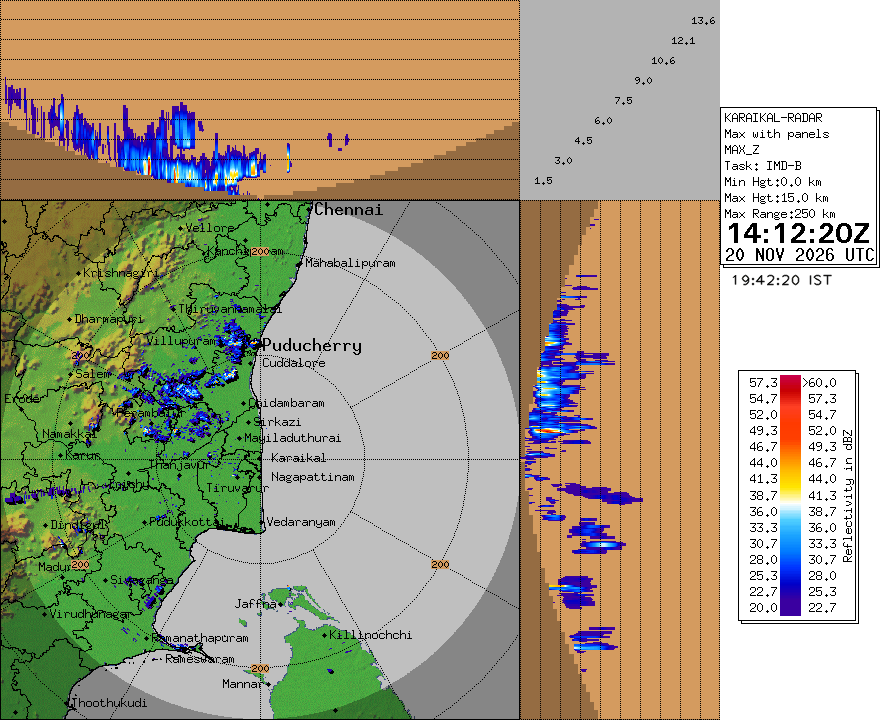 13.6
12.1
10.6
9.0
7.5
6.0
4.5
3.0
1.5
KARAIKAL-RADAR
Max with panels
MAX_Z
Task: IMD-B
Min Hgt:0.0 km
Max Hgt:15.0 km
Max Range:250 km
14:12:20Z
20 NOV 2026 UTC
19:42:20 IST
Chennai
Vellore
200
Mahabalipuram
Krishnagiri
Thiruvannamalai
Dharmapuri
Villupuram
Puducherry
200
200
Cuddalore
Salem
Chidambaram
Perambalur
Sirkazi
Namakkal
Mayiladuthurai
Karur
Karaikal
Thanjavur
Nagapattinam
Tiruvarur
Pudukkottai
Vedaranyam
Dindigul
200
200
Sivaganga
Jaffna
Virudhunagar
Ramanathapuram
Killinochchi
Rameswaram
200
Mannar
Thoothukudi
57.3 >60.0
54.7 57.3
52.0 54.7
49.3 52.0
46.7 49.3
44.0 46.7
41.3 44.0
38.7 41.3
36.0 38.7
33.3 36.0
30.7 33.3
28.0 30.7
25.3 28.0
22.7 25.3
20.0 22.7
Reflectivity in dBZ